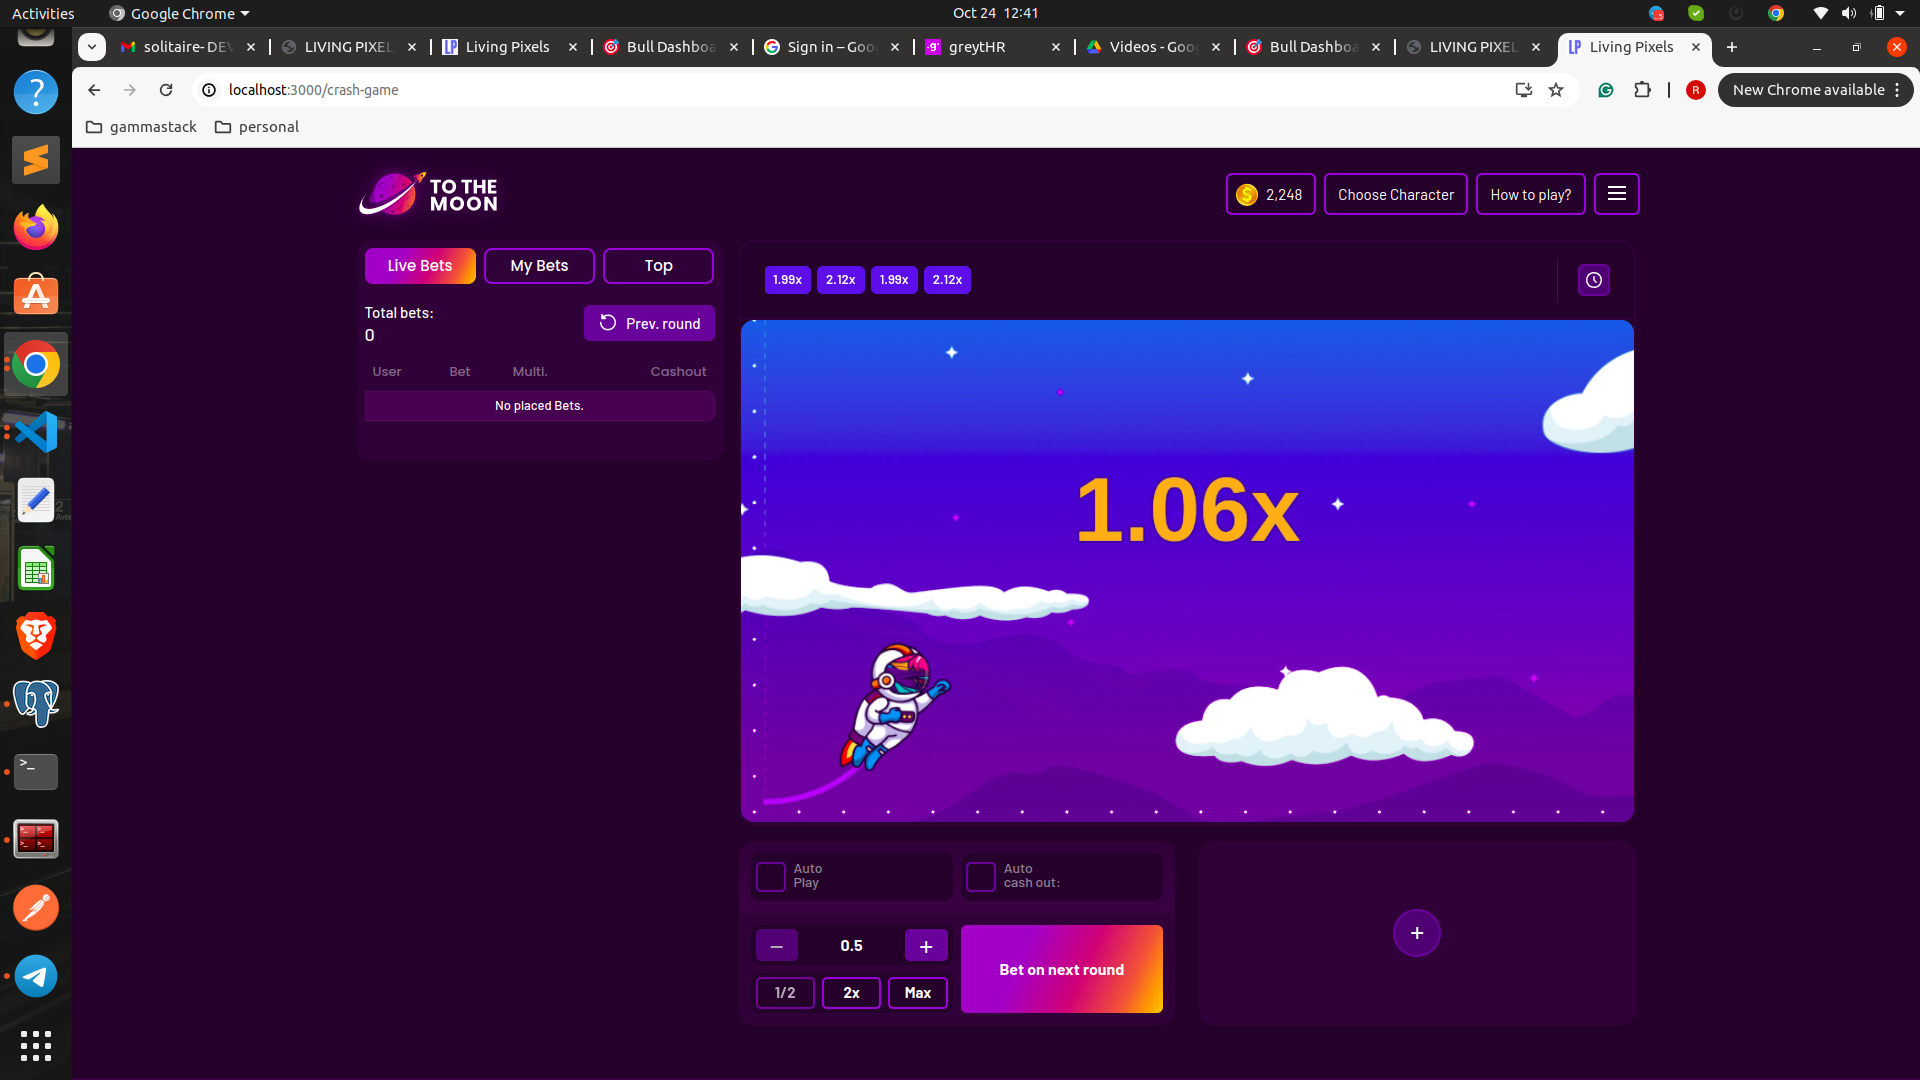 Activities
Google Chrome
Oct 24 12:41
solitaire- DEV
LIVING PIXEL
Living Pixels
Bull Dashboa
Sign in – Goo
greytHR
Videos - Goog
Bull Dashboa
LIVING PIXEL
Living Pixels
localhost:3000/crash-game
R
New Chrome available
gammastack
personal
TO THE
MOON
2,248
Choose Character
How to play?
Live Bets
My Bets
Top
1.99x
2.12x
1.99x
2.12x
Total bets:
0
Prev. round
User
Bet
Multi.
Cashout
No placed Bets.
1.06x
Auto
Play
Auto
cash out:
0.5
Bet on next round
1/2
2x
Max